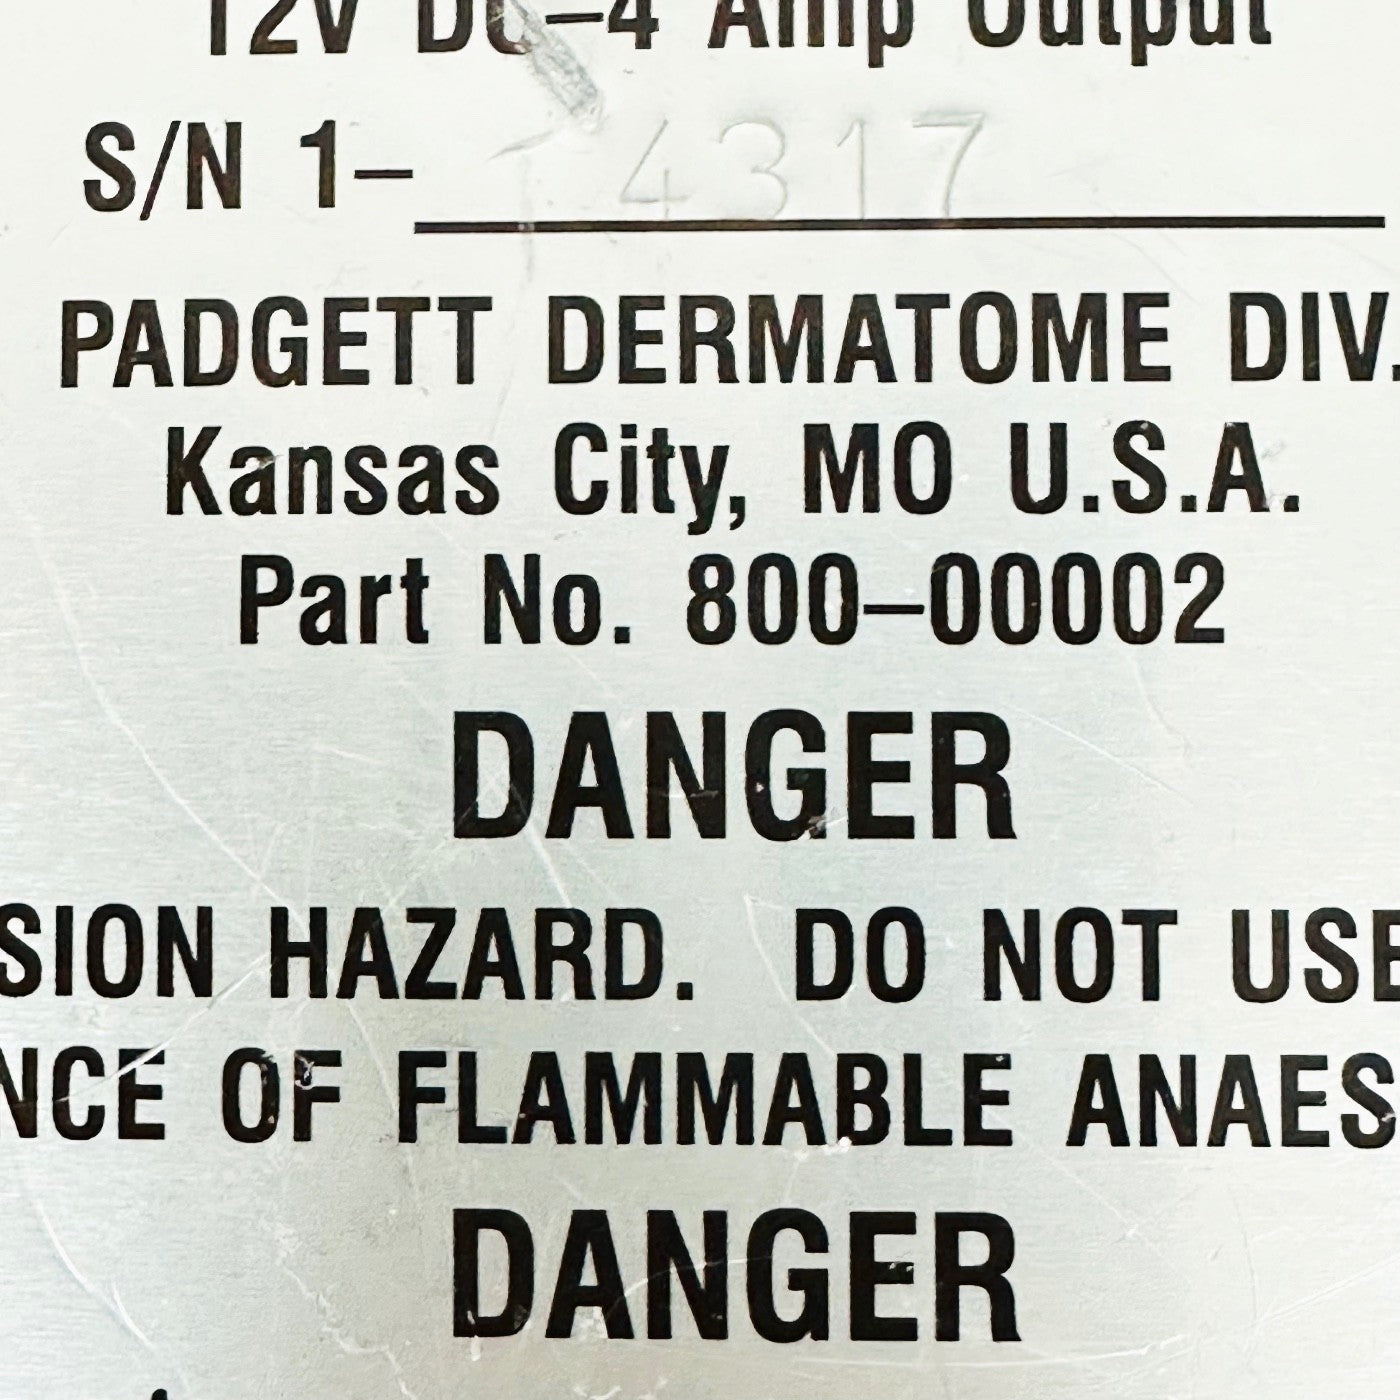 12V DC–4 Amp Output
S/N 1– 4317
PADGETT DERMATOME DIV.
Kansas City, MO U.S.A.
Part No. 800–00002
DANGER
SION HAZARD. DO NOT USE
NCE OF FLAMMABLE ANAES
DANGER